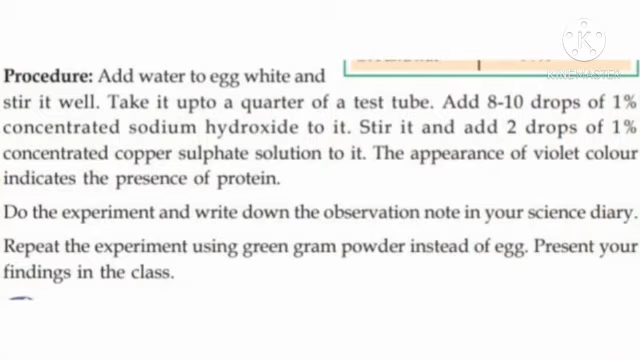 KINEMASTER
Procedure: Add water to egg white and
stir it well. Take it upto a quarter of a test tube. Add 8-10 drops of 1%
concentrated sodium hydroxide to it. Stir it and add 2 drops of 1%
concentrated copper sulphate solution to it. The appearance of violet colour
indicates the presence of protein.
Do the experiment and write down the observation note in your science diary.
Repeat the experiment using green gram powder instead of egg. Present your
findings in the class.